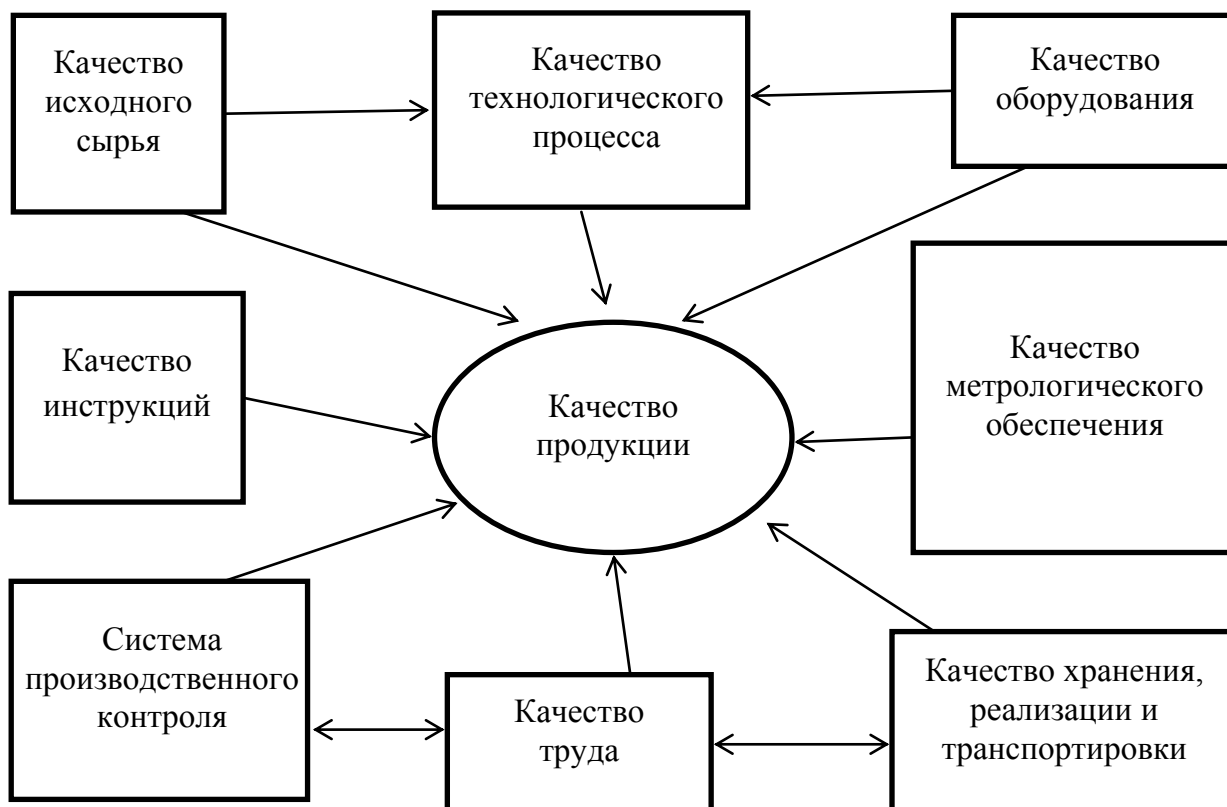 Качество
исходного
сырья
Качество
технологического
процесса
Качество
оборудования
Качество
инструкций
Качество
продукции
Качество
метрологического
обеспечения
Система
производственного
контроля
Качество
труда
Качество хранения,
реализации и
транспортировки